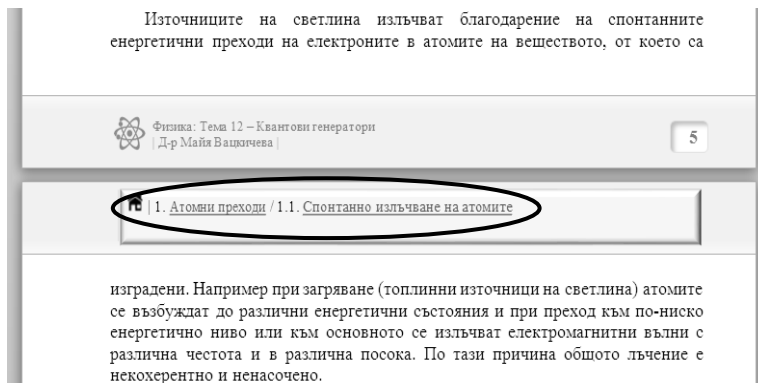 Източниците на светлина излъчват благодарение на спонтанните
енергетични преходи на електроните в атомите на веществото, от което са
Физика: Тема 12 – Квантови генератори
| Д-р Майя Вацкичева |
5
| 1. Атомни преходи / 1.1. Спонтанно излъчване на атомите
изградени. Например при загряване (топлинни източници на светлина) атомите
се възбуждат до различни енергетични състояния и при преход към по-ниско
енергетично ниво или към основното се излъчват електромагнитни вълни с
различна честота и в различна посока. По тази причина общото лъчение е
некохерентно и ненасочено.